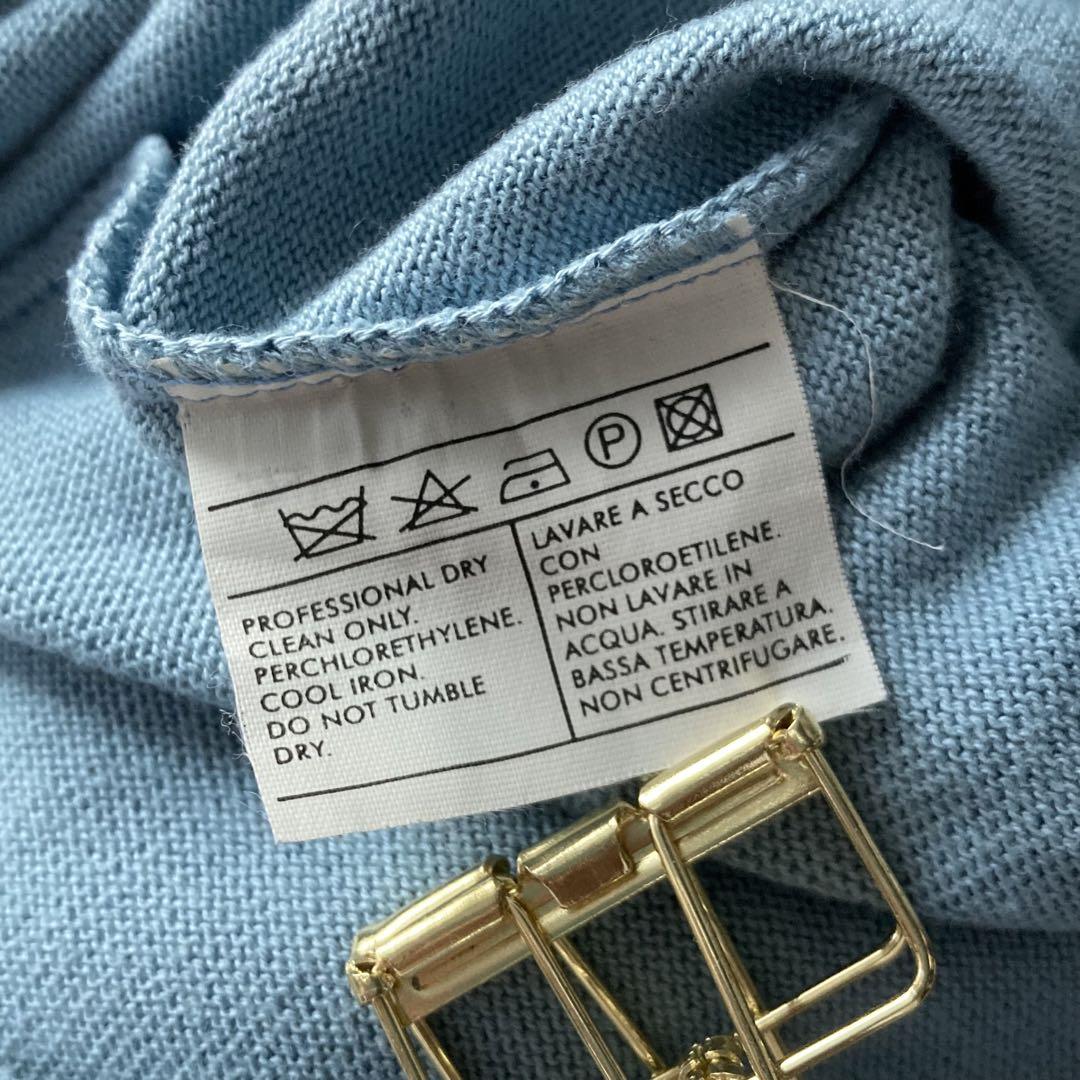 P
PROFESSIONAL DRY
CLEAN ONLY.
PERCHLORETHYLENE.
COOL IRON.
DO NOT TUMBLE
DRY.
LAVARE A SECCO
CON
PERCLOROETILENE.
NON LAVARE IN
ACQUA. STIRARE A
BASSA TEMPERATURA.
NON CENTRIFUGARE.